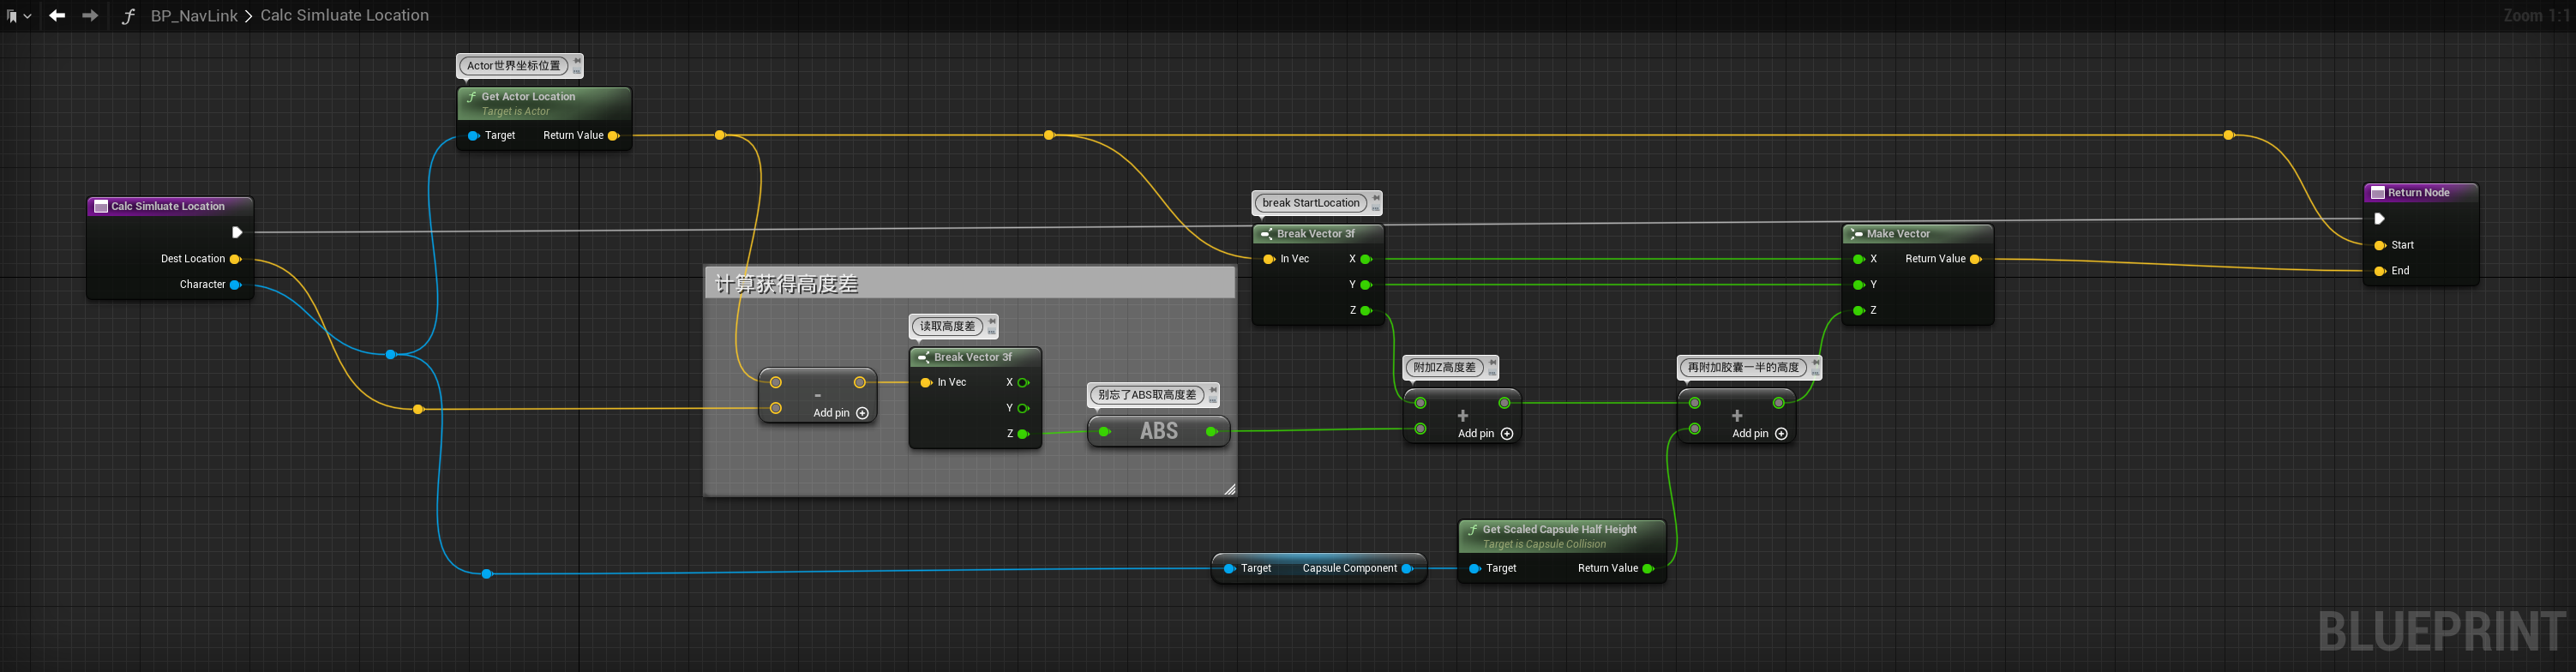 BP_NavLink > Calc Simluate Location
Zoom 1:1
Actor世界坐标位置
Get Actor Location
Target is Actor
Target
Return Value
Calc Simluate Location
Dest Location
Character
计算获得高度差
读取高度差
Break Vector 3f
In Vec
X
Y
Z
-
Add pin
别忘了ABS取高度差
ABS
break StartLocation
Break Vector 3f
In Vec
X
Y
Z
附加Z高度差
+
Add pin
再附加胶囊一半的高度
+
Add pin
Make Vector
X
Return Value
Y
Z
Return Node
Start
End
Target
Capsule Component
Get Scaled Capsule Half Height
Target is Capsule Collision
Target
Return Value
BLUEPRINT